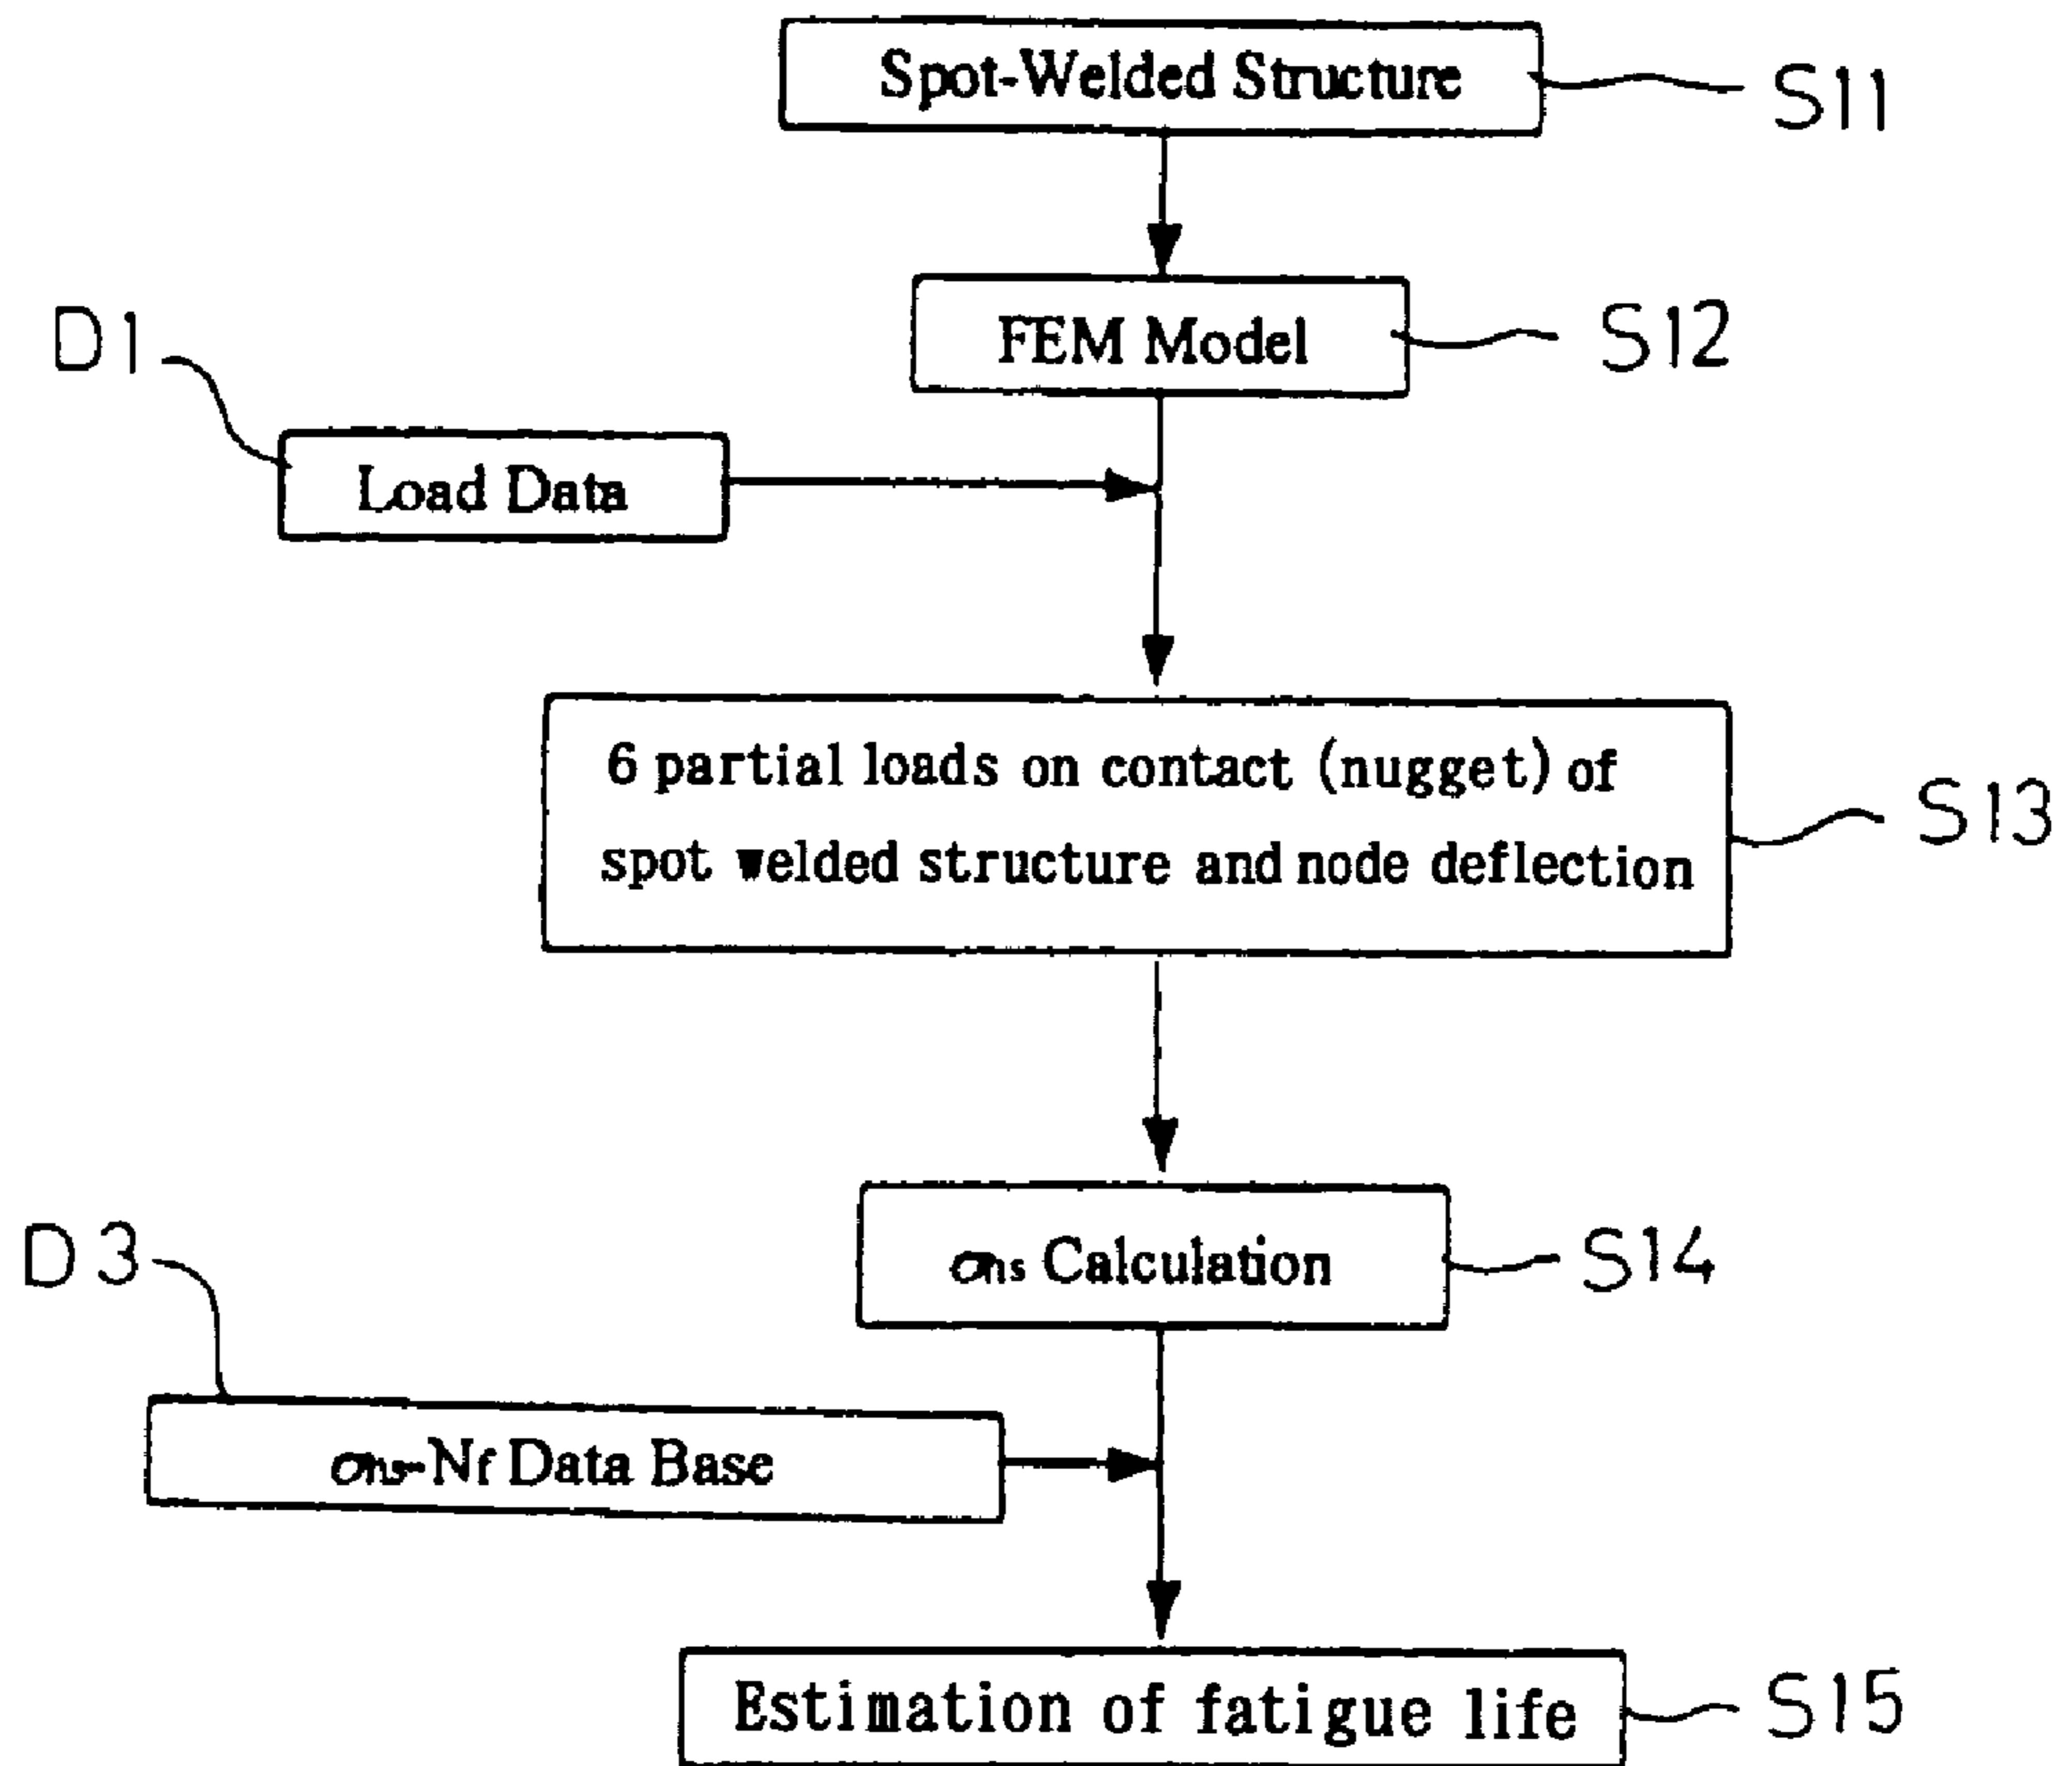 Spot-Welded Structure
S11
FEM Model
S12
D1
Load Data
6 partial loads on contact (nugget) of
spot welded structure and node deflection
S13
σns Calculation
S14
D3
σns-Nf Data Base
Estimation of fatigue life
S15